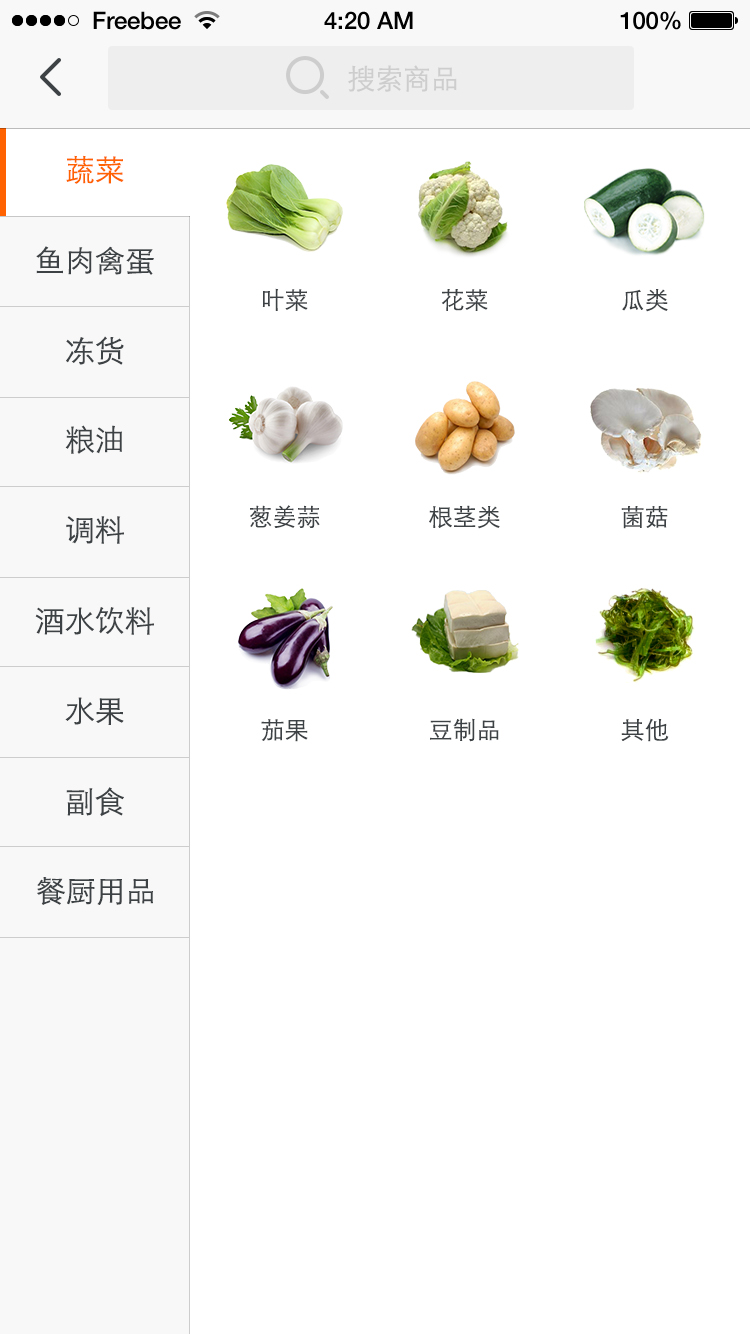 Freebee 4:20 AM 100%
搜索商品
蔬菜
鱼肉禽蛋
冻货
粮油
调料
酒水饮料
水果
副食
餐厨用品
叶菜 花菜 瓜类
葱姜蒜 根茎类 菌菇
茄果 豆制品 其他